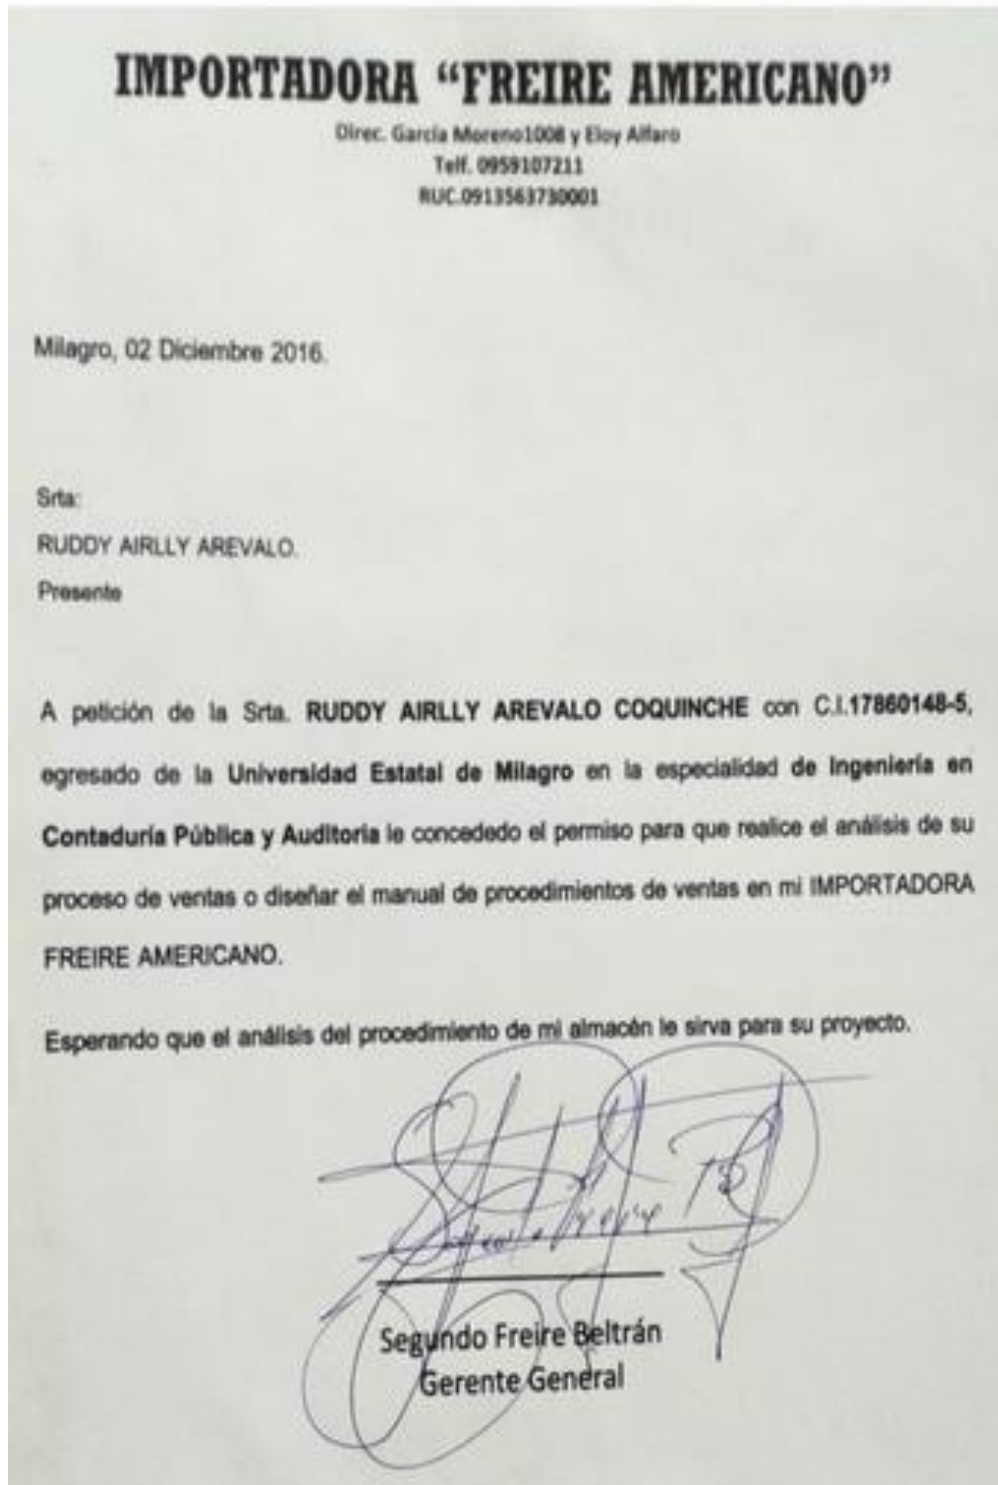 IMPORTADORA “FREIRE AMERICANO”
Direc. García Moreno1008 y Eloy Alfaro
Telf. 0959107211
RUC.0913563730001
Milagro, 02 Diciembre 2016.
Srta:
RUDDY AIRLLY AREVALO.
Presente
A petición de la Srta. RUDDY AIRLLY AREVALO COQUINCHE con C.I.17860148-5,
egresado de la Universidad Estatal de Milagro en la especialidad de Ingeniería en
Contaduría Pública y Auditoria le concededo el permiso para que realice el análisis de su
proceso de ventas o diseñar el manual de procedimientos de ventas en mi IMPORTADORA
FREIRE AMERICANO.
Esperando que el análisis del procedimiento de mi almacén le sirva para su proyecto.
Segundo Freire Beltrán
Gerente General